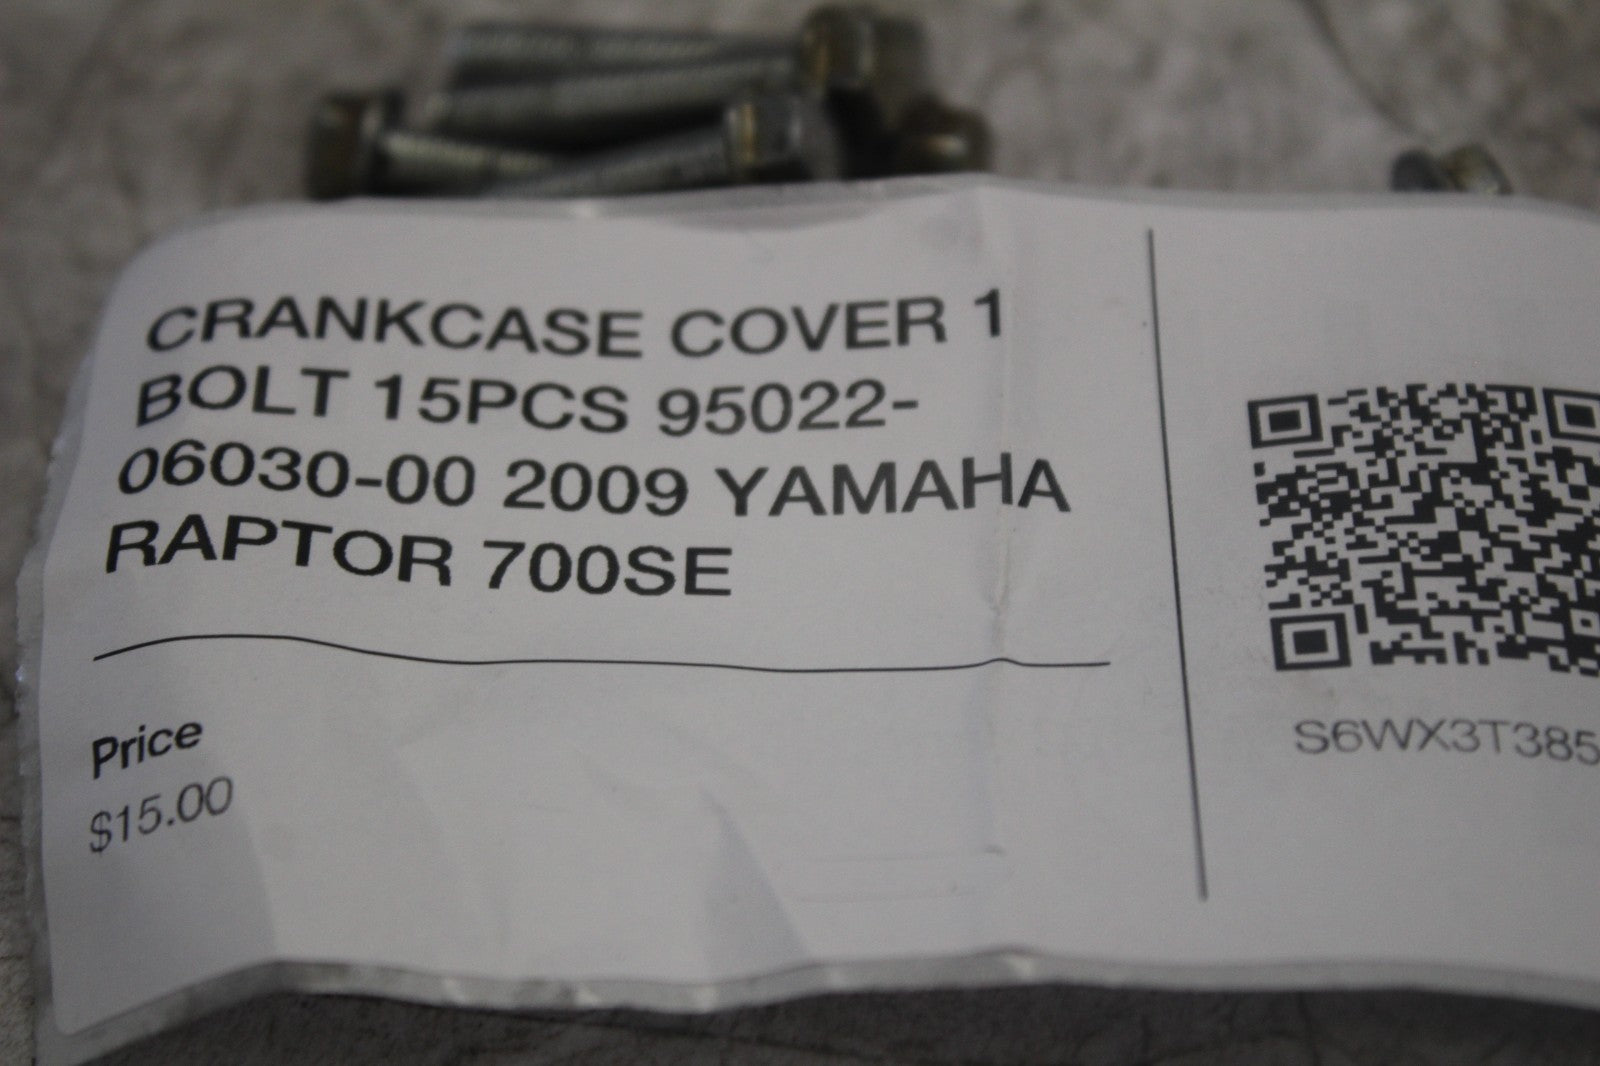 CRANKCASE COVER 1
BOLT 15PCS 95022-
06030-00 2009 YAMAHA
RAPTOR 700SE
Price
$15.00
S6WX3T385